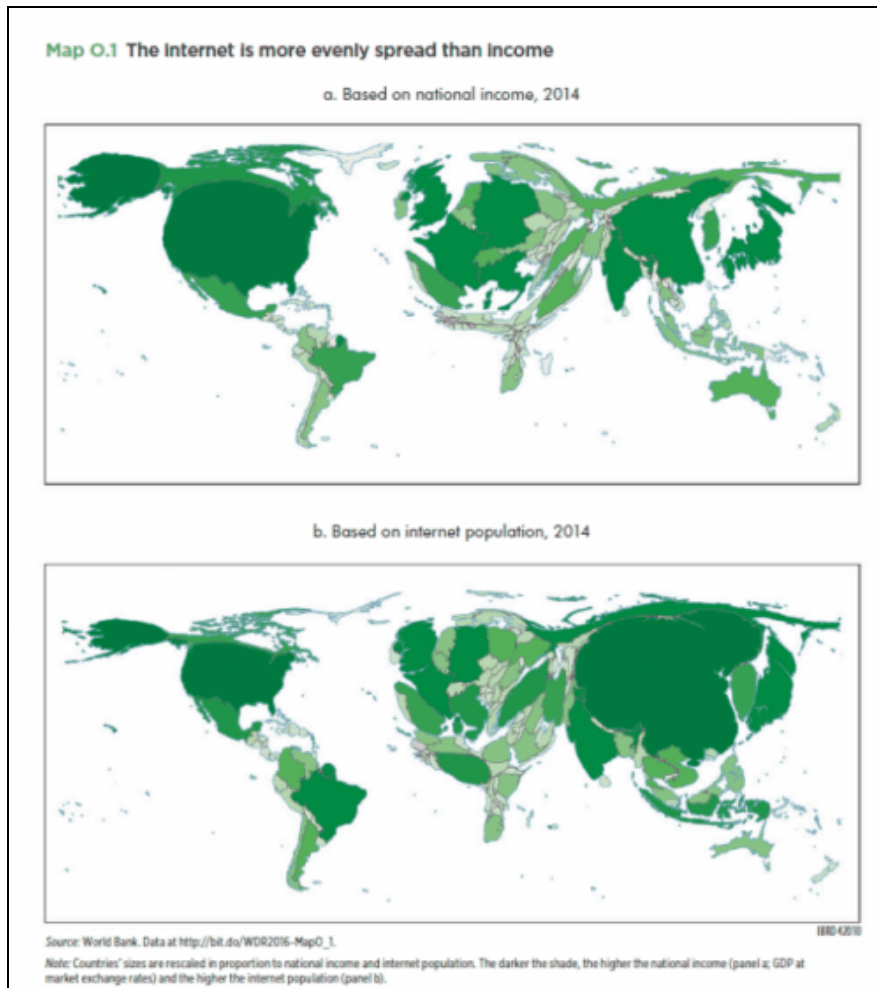 Map O.1 The internet is more evenly spread than income
a. Based on national income, 2014
b. Based on internet population, 2014
IBRD 42010
Source: World Bank. Data at http://bit.do/WDR2016-MapO_1.
Note: Countries' sizes are rescaled in proportion to national income and internet population. The darker the shade, the higher the national income (panel a; GDP at
market exchange rates) and the higher the internet population (panel b).